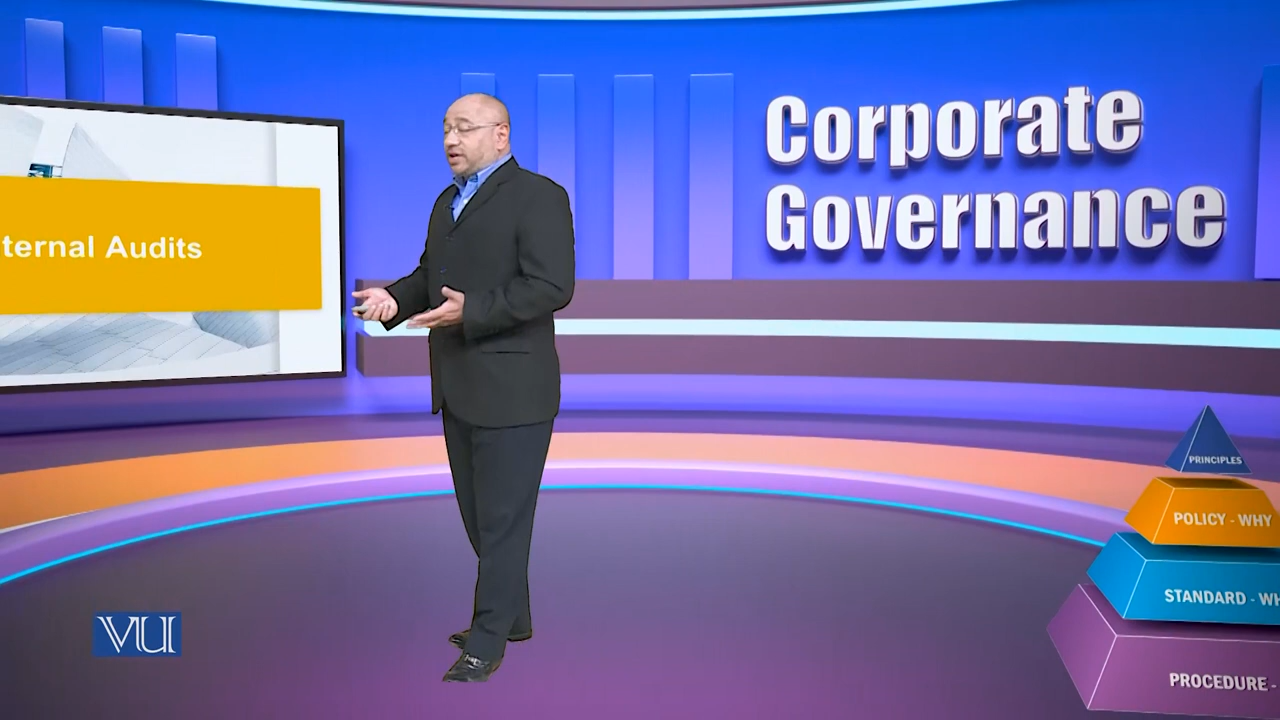 Corporate
Governance
ternal Audits
PRINCIPLES
POLICY - WHY
STANDARD - WH
PROCEDURE -
VU